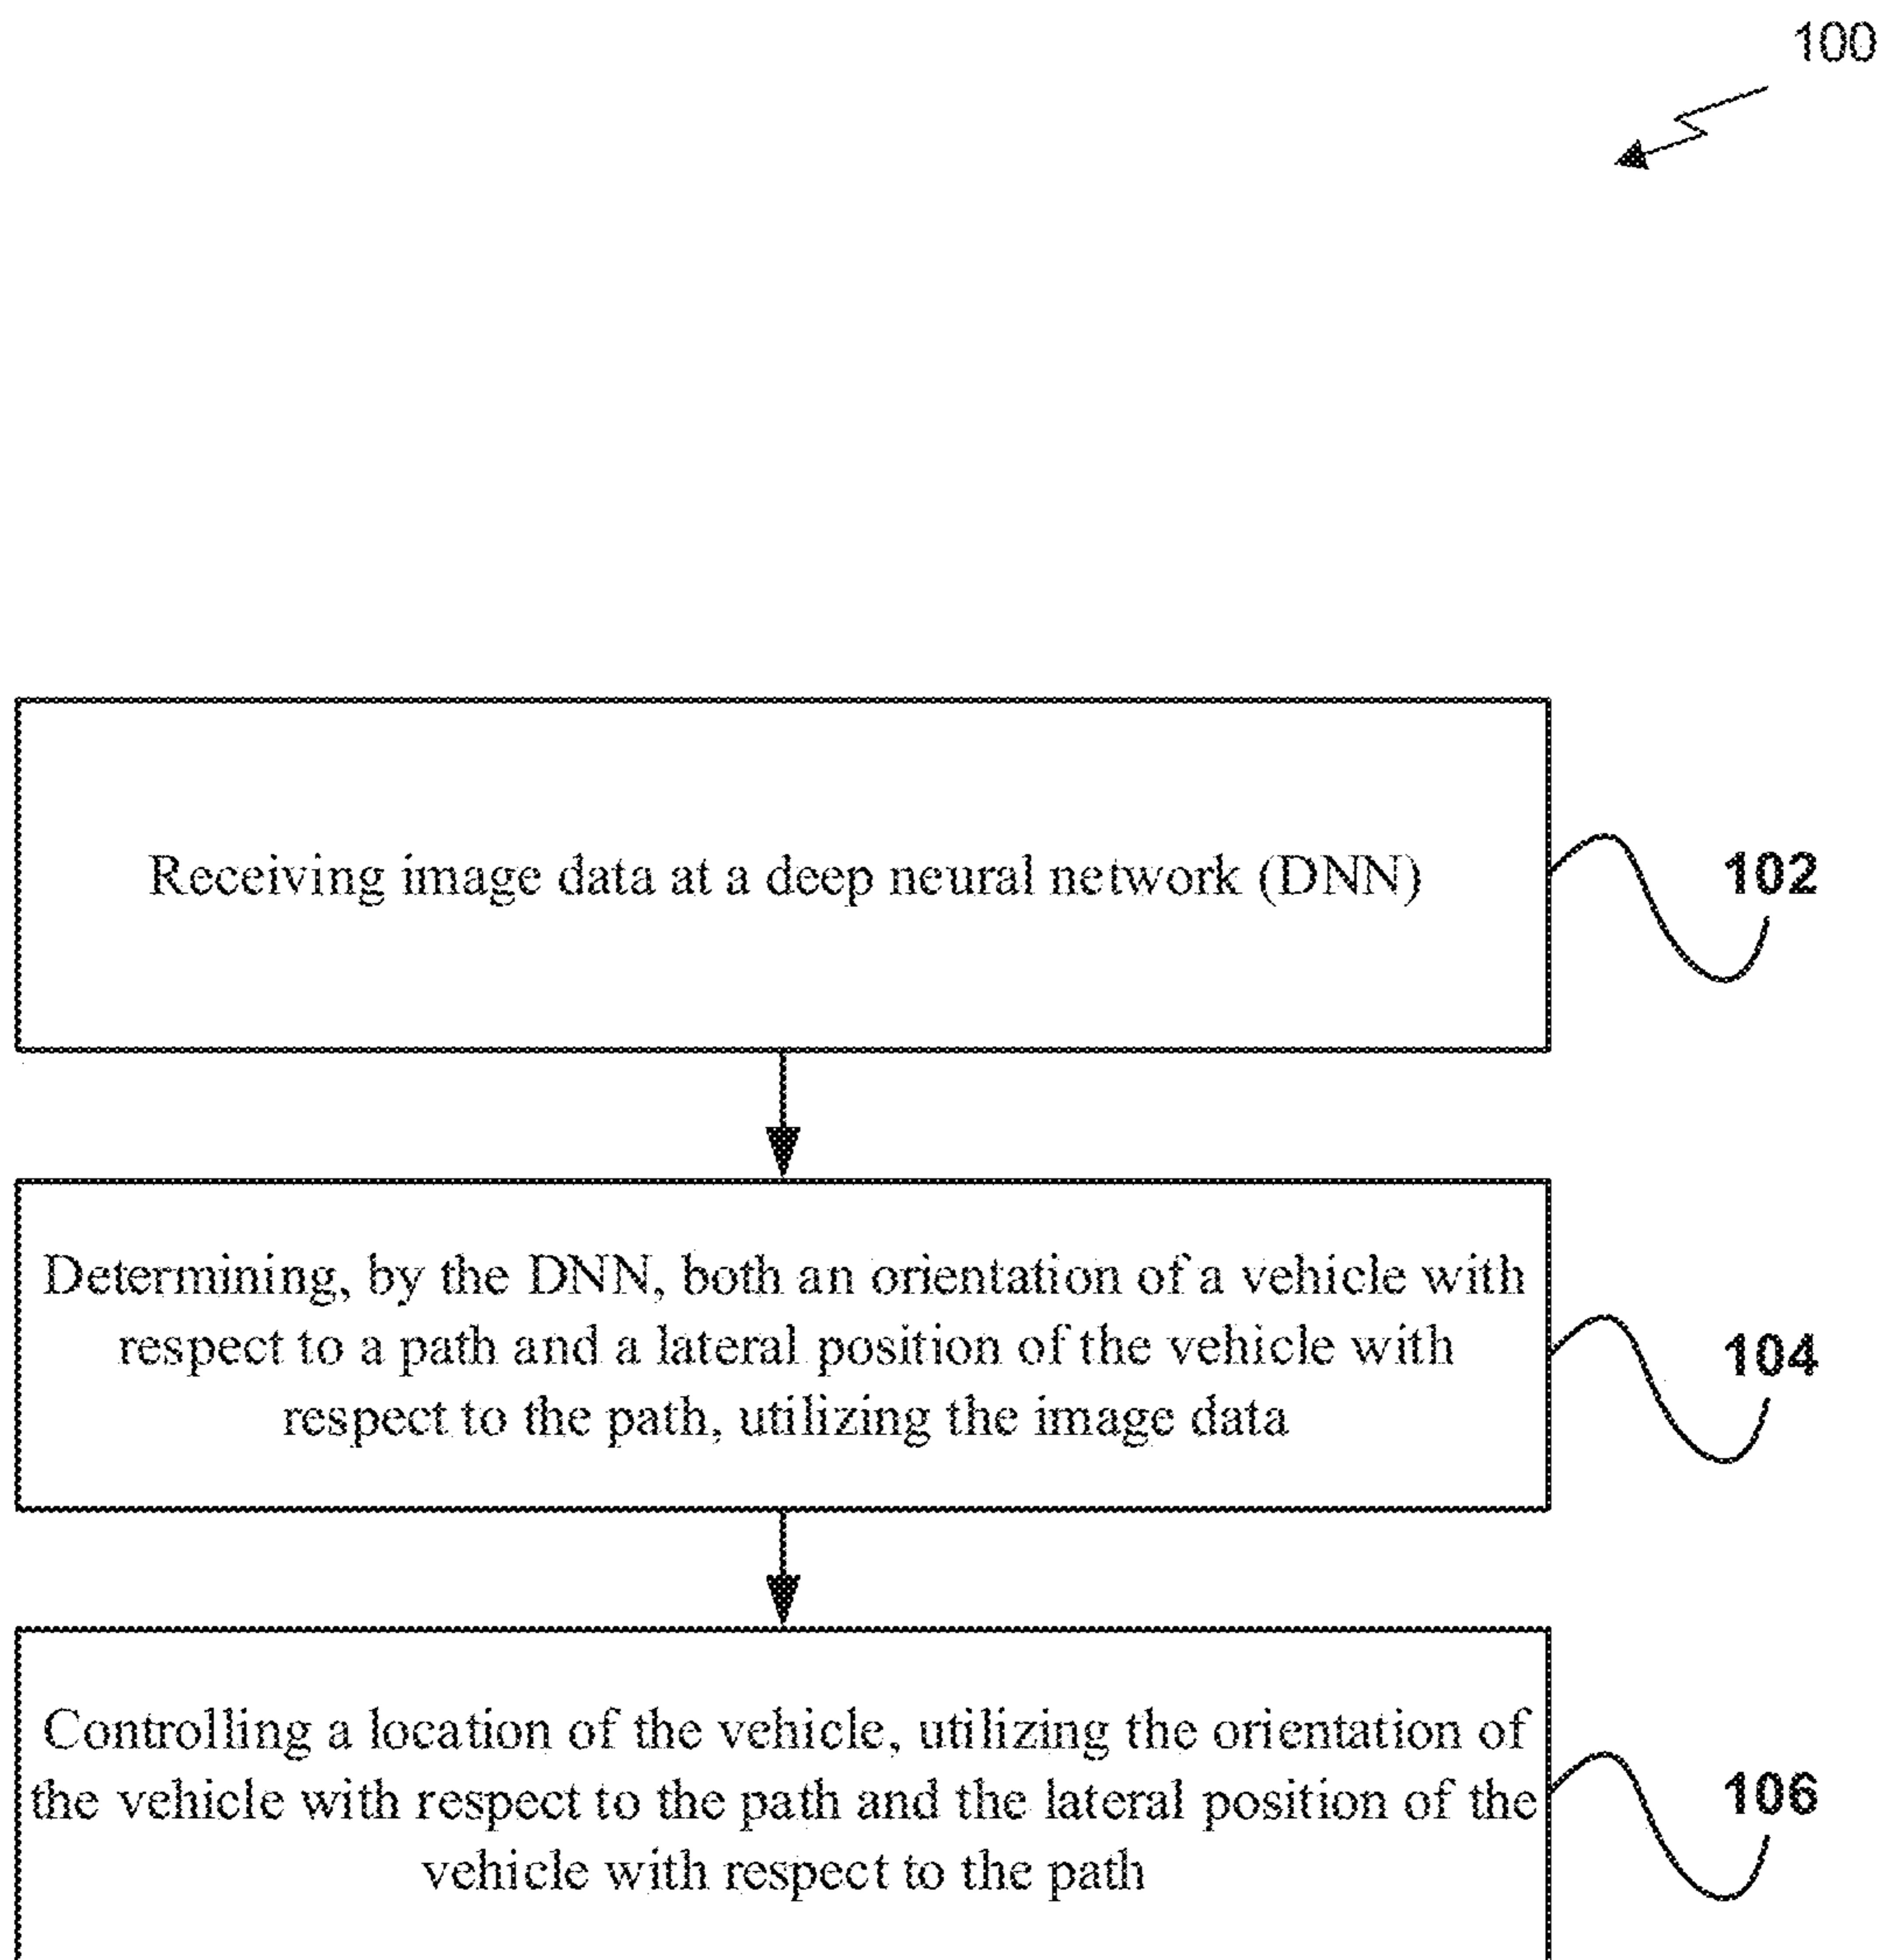 100
Receiving image data at a deep neural network (DNN)
102
Determining, by the DNN, both an orientation of a vehicle with
respect to a path and a lateral position of the vehicle with
respect to the path, utilizing the image data
104
Controlling a location of the vehicle, utilizing the orientation of
the vehicle with respect to the path and the lateral position of the
vehicle with respect to the path
106